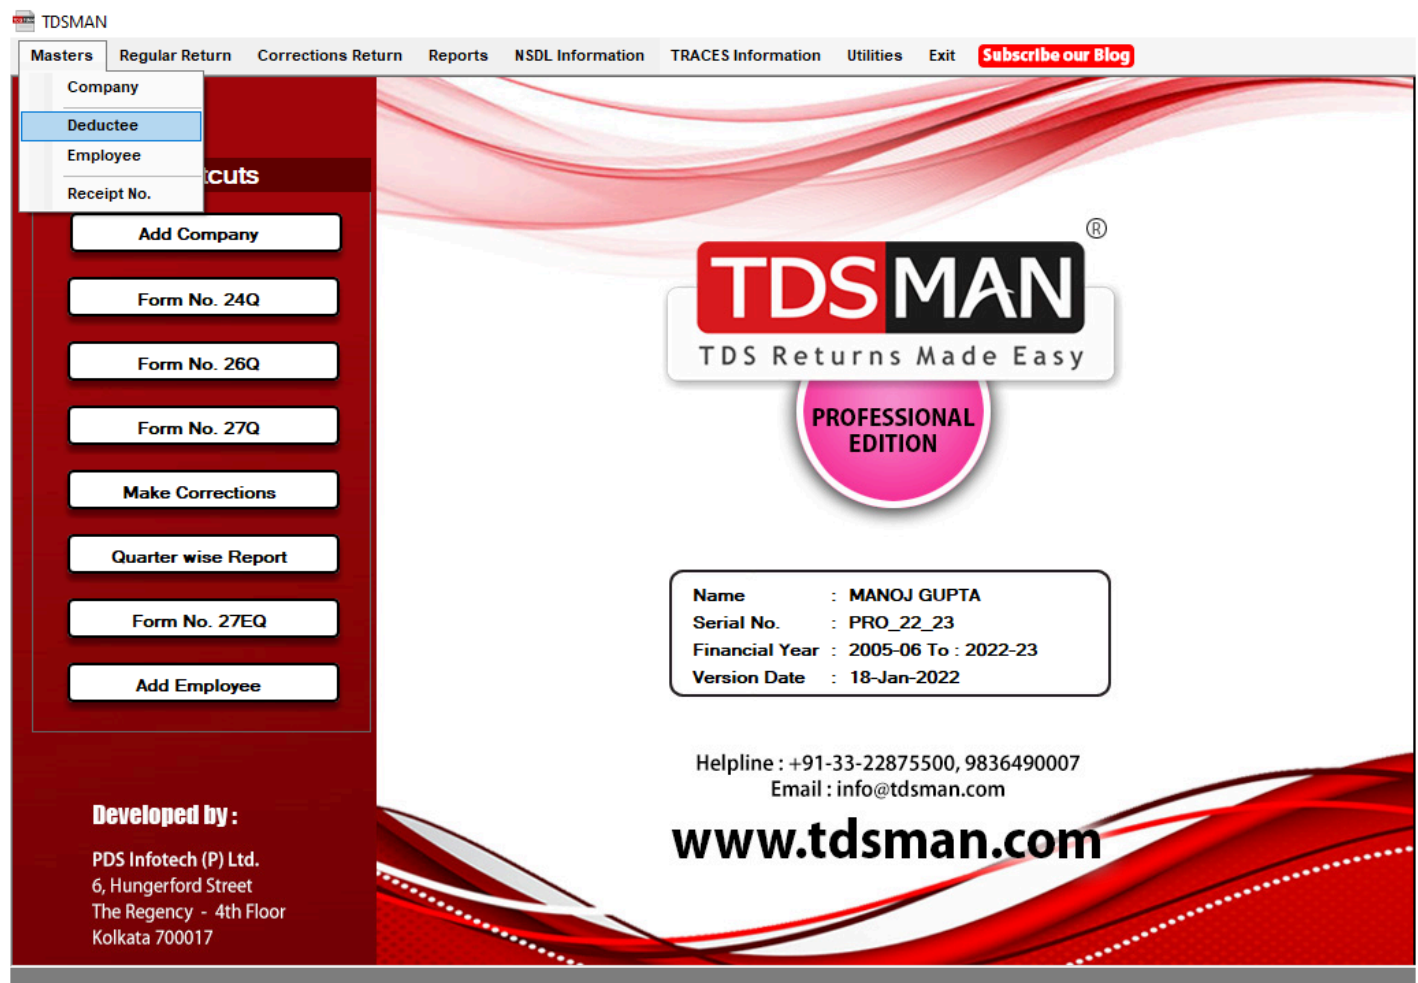 TDSMAN
Masters Regular Return Corrections Return Reports NSDL Information TRACES Information Utilities Exit Subscribe our Blog
Company
Deductee
Employee
Receipt No.
tcuts
Add Company
Form No. 24Q
Form No. 26Q
Form No. 27Q
Make Corrections
Quarter wise Report
Form No. 27EQ
Add Employee
Developed by :
PDS Infotech (P) Ltd.
6, Hungerford Street
The Regency - 4th Floor
Kolkata 700017
®
TDSMAN
TDS Returns Made Easy
PROFESSIONAL
EDITION
Name : MANOJ GUPTA
Serial No. : PRO_22_23
Financial Year : 2005-06 To : 2022-23
Version Date : 18-Jan-2022
Helpline : +91-33-22875500, 9836490007
Email : info@tdsman.com
www.tdsman.com